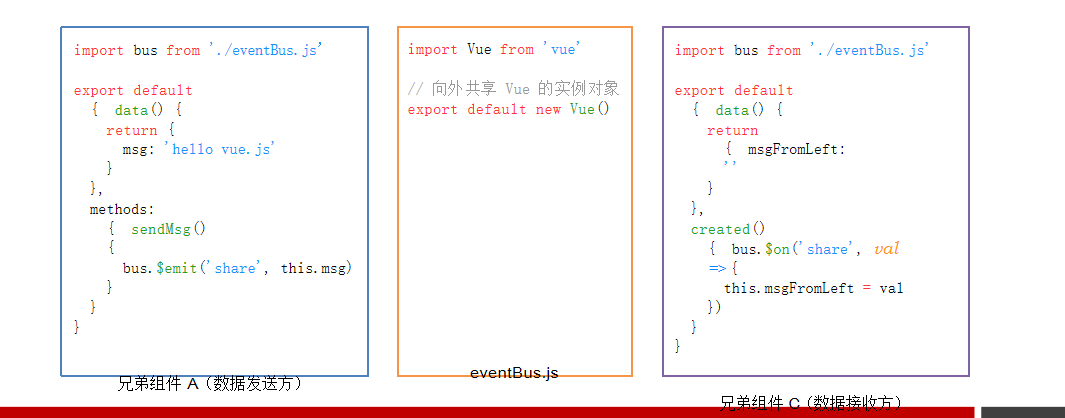 import bus from './eventBus.js'
export default
{ data() {
return {
msg: 'hello vue.js'
}
},
methods:
{ sendMsg()
{
bus.$emit('share', this.msg)
}
}
}
兄弟组件 A（数据发送方）
import Vue from 'vue'
// 向外共享 Vue 的实例对象
export default new Vue()
eventBus.js
import bus from './eventBus.js'
export default
{ data() {
return
{ msgFromLeft:
''
}
},
created()
{ bus.$on('share', val
=>{
this.msgFromLeft = val
})
}
}
兄弟组件 C（数据接收方）